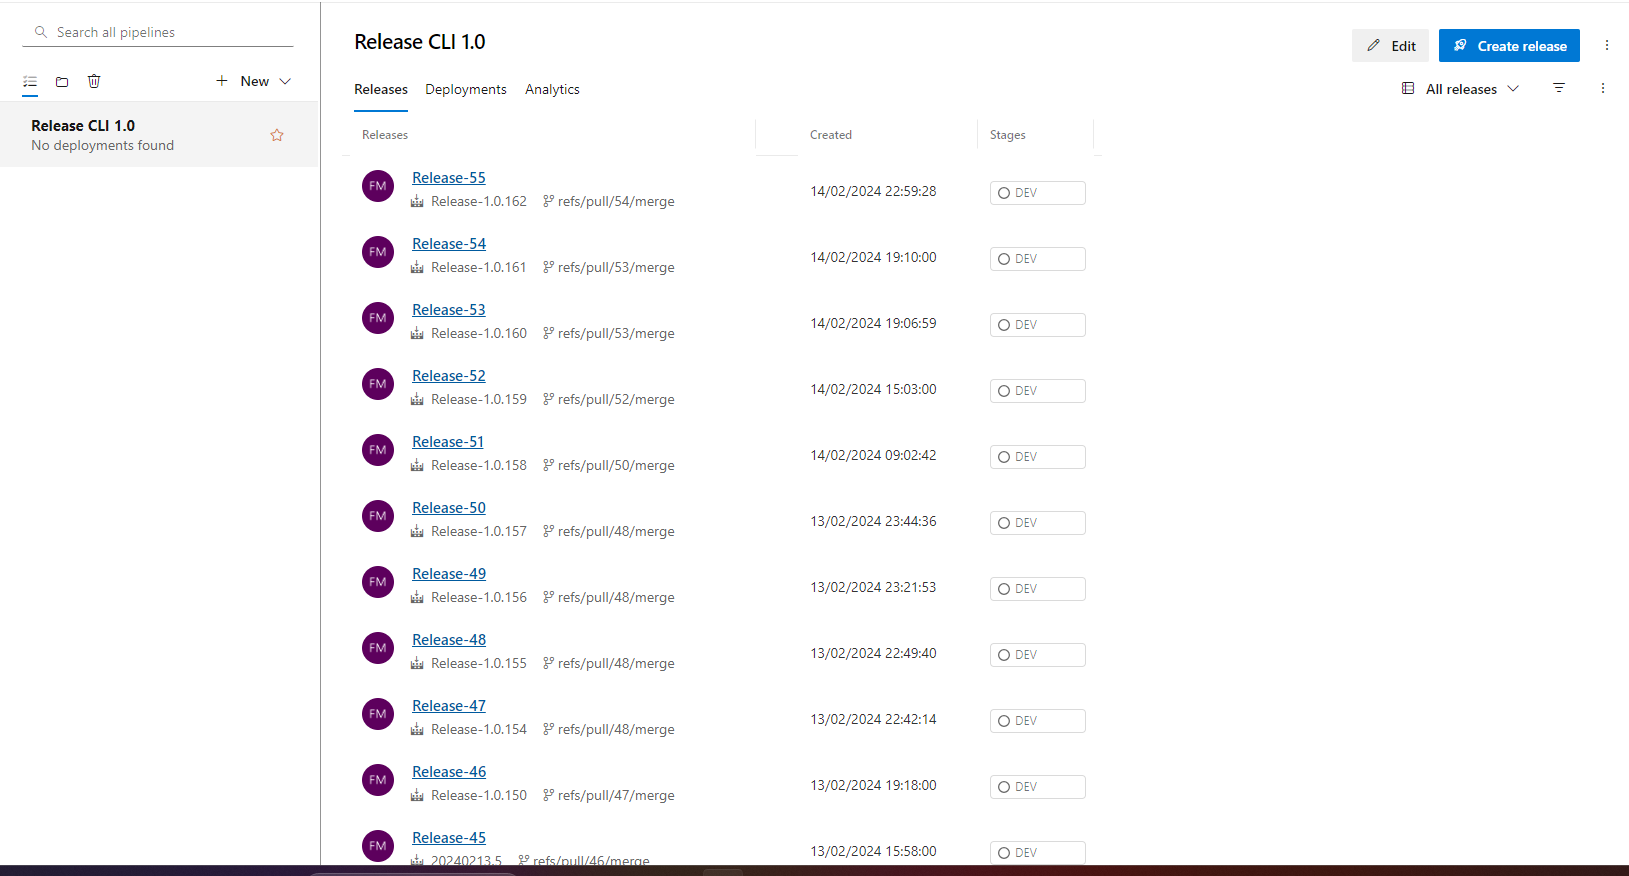 Search all pipelines
New
Release CLI 1.0
No deployments found
Release CLI 1.0
Edit
Create release
Releases Deployments Analytics
All releases
Releases Created Stages
FM Release-55
Release-1.0.162 refs/pull/54/merge
14/02/2024 22:59:28
DEV
FM Release-54
Release-1.0.161 refs/pull/53/merge
14/02/2024 19:10:00
DEV
FM Release-53
Release-1.0.160 refs/pull/53/merge
14/02/2024 19:06:59
DEV
FM Release-52
Release-1.0.159 refs/pull/52/merge
14/02/2024 15:03:00
DEV
FM Release-51
Release-1.0.158 refs/pull/50/merge
14/02/2024 09:02:42
DEV
FM Release-50
Release-1.0.157 refs/pull/48/merge
13/02/2024 23:44:36
DEV
FM Release-49
Release-1.0.156 refs/pull/48/merge
13/02/2024 23:21:53
DEV
FM Release-48
Release-1.0.155 refs/pull/48/merge
13/02/2024 22:49:40
DEV
FM Release-47
Release-1.0.154 refs/pull/48/merge
13/02/2024 22:42:14
DEV
FM Release-46
Release-1.0.150 refs/pull/47/merge
13/02/2024 19:18:00
DEV
FM Release-45
20240213.5 refs/pull/46/merge
13/02/2024 15:58:00
DEV